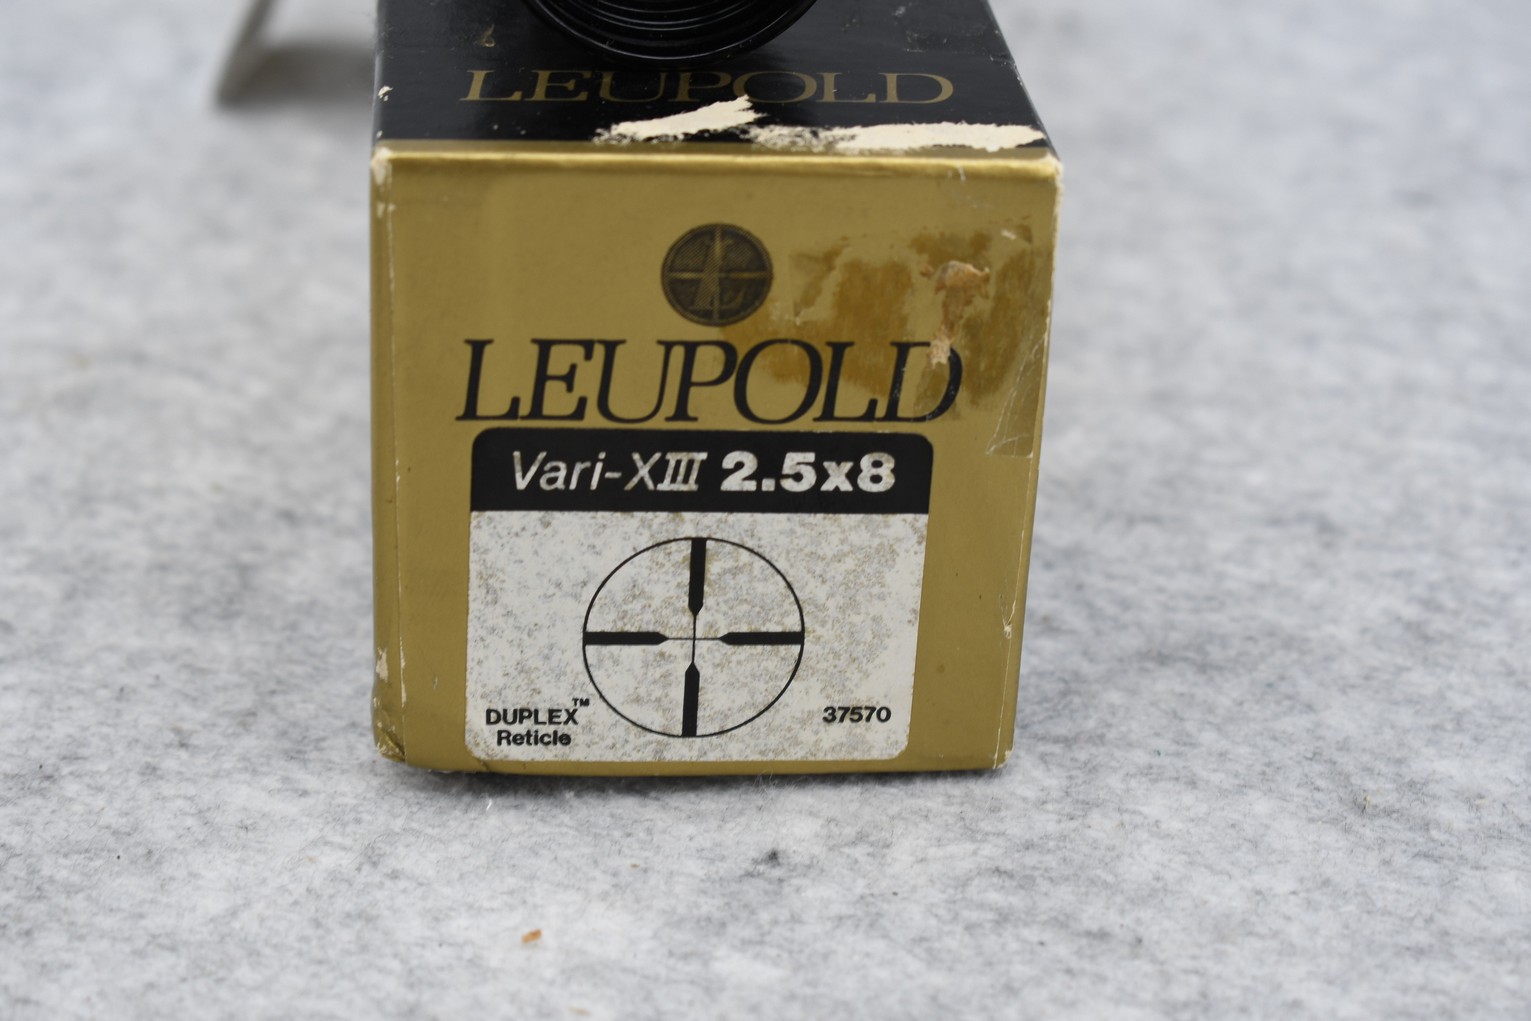 LEUPOLD
LEUPOLD
Vari-XIII 2.5x8
DUPLEX™
Reticle
37570